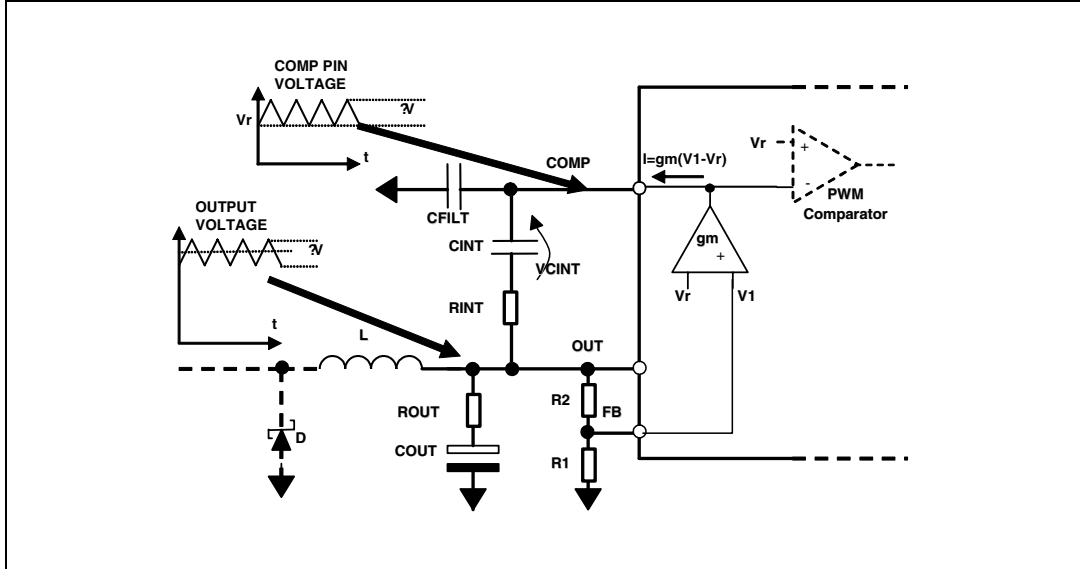 COMP PIN
VOLTAGE
?V
Vr
t
COMP
I=gm(V1-Vr)
Vr
+
-
PWM
Comparator
CFILT
OUTPUT
VOLTAGE
?V
t
CINT
VCINT
gm
+
Vr
V1
RINT
L
OUT
R2
FB
ROUT
D
COUT
R1